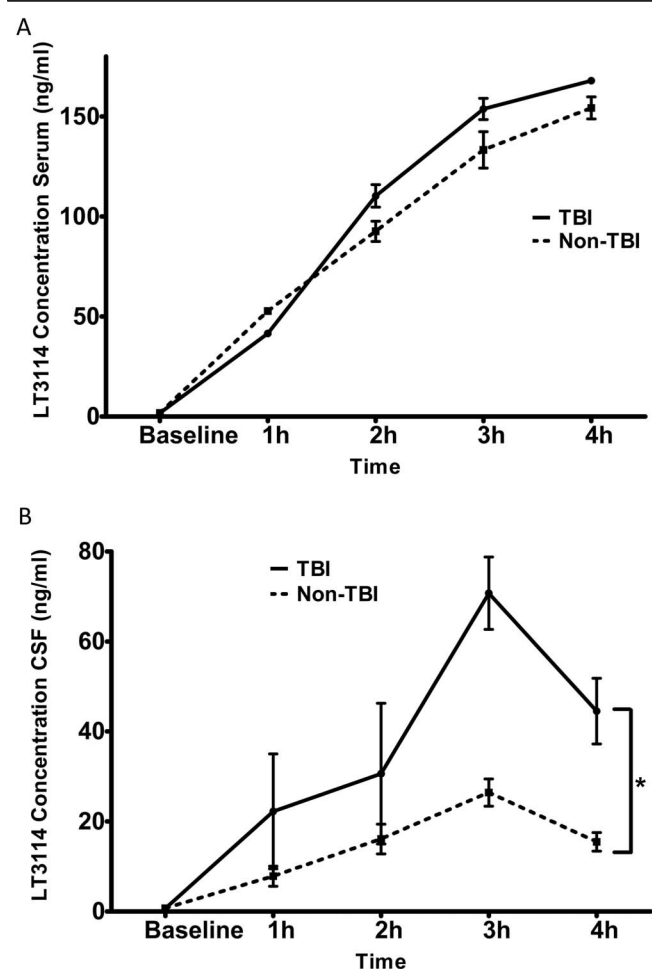 A
LT3114 Concentration Serum (ng/ml)
150
100
50
0
TBI
Non-TBI
Baseline 1h 2h 3h 4h
Time
B
LT3114 Concentration CSF (ng/ml)
80
60
40
20
0
TBI
Non-TBI
*
Baseline 1h 2h 3h 4h
Time